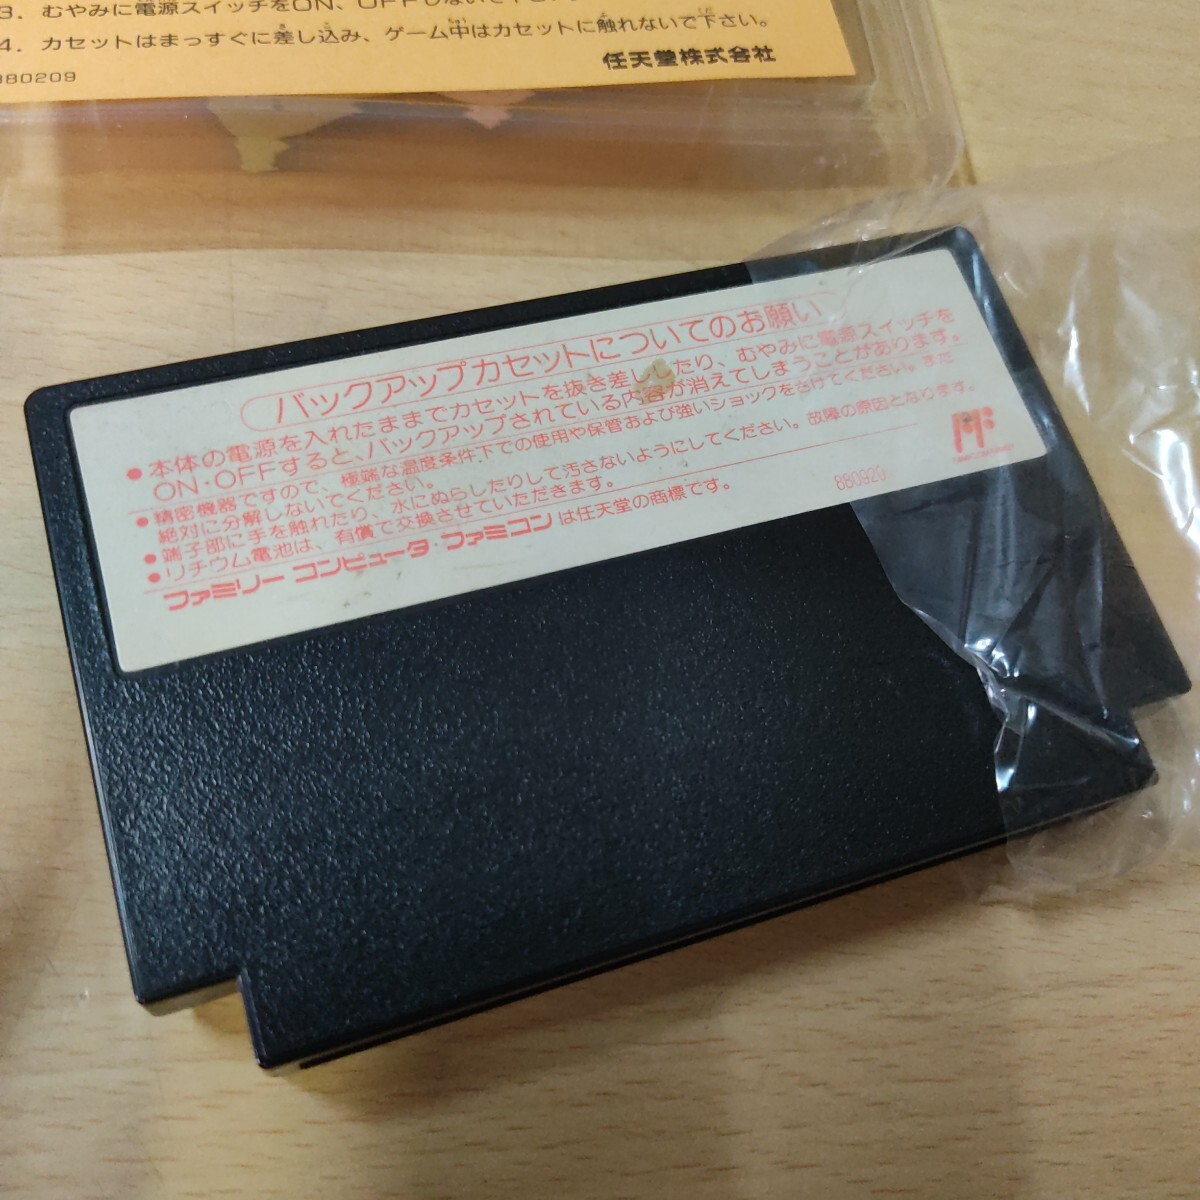 3. むやみに電源スイッチをON、OFFしないで下さい。
4. カセットはまっすぐに差し込み、ゲーム中はカセットに触れないで下さい。
880209
任天堂株式会社
バックアップカセットについてのお願い
●本体の電源を入れたままでカセットを抜き差ししたり、むやみに電源スイッチを
ON・OFFすると、バックアップされている内容が消えてしまうことがあります。
●精密機器ですので、極端な温度条件下での使用や保管および強いショックをさけてください。また
絶対に分解しないでください。
●端子部に手を触れたり、水にぬらしたりして汚さないようにしてください。故障の原因となります。
●リチウム電池は、有償で交換させていただきます。
880920
ファミリーコンピュータ・ファミコンは任天堂の商標です。